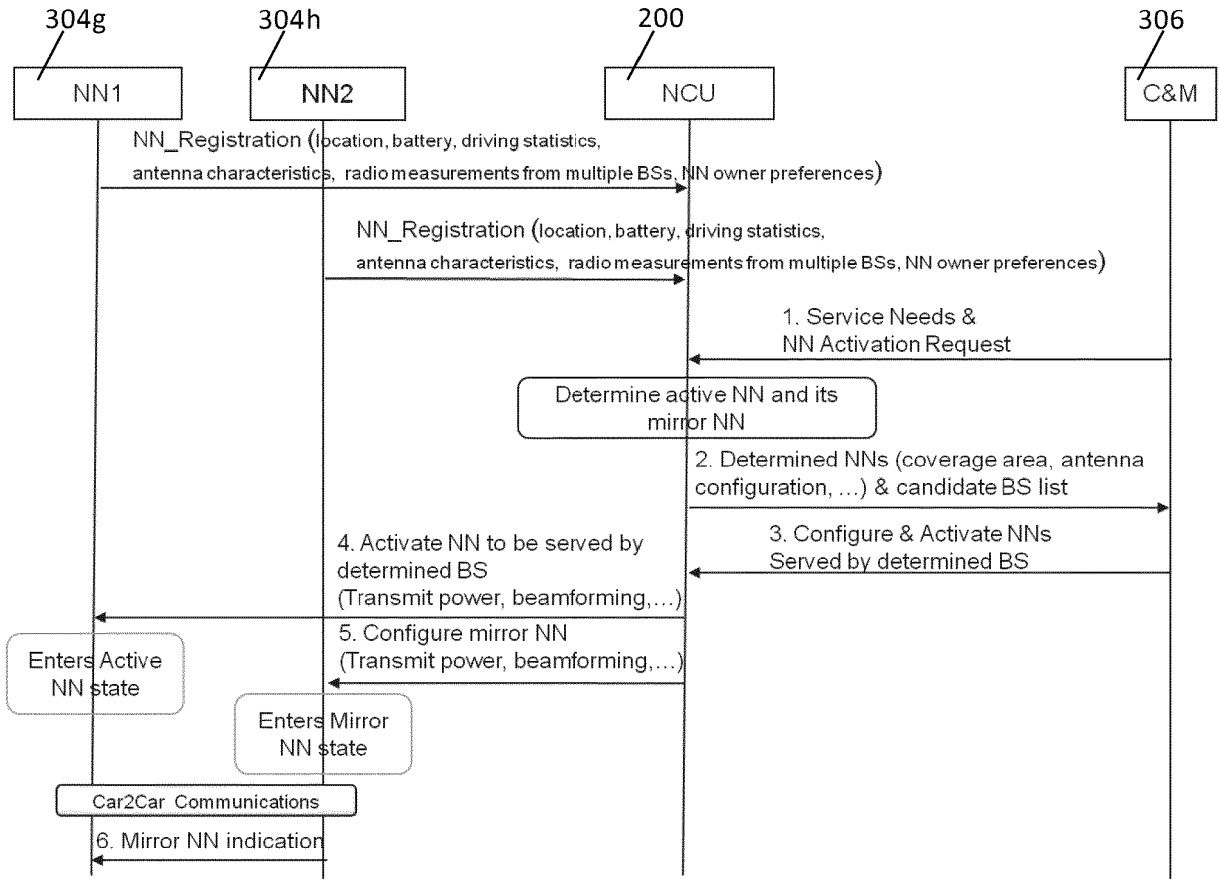 304g
304h
200
306
NN1
NN2
NCU
C&M
NN_Registration (location, battery, driving statistics,
antenna characteristics, radio measurements from multiple BSs, NN owner preferences)
NN_Registration (location, battery, driving statistics,
antenna characteristics, radio measurements from multiple BSs, NN owner preferences)
1. Service Needs &
NN Activation Request
Determine active NN and its
mirror NN
2. Determined NNs (coverage area, antenna
configuration, ...) & candidate BS list
3. Configure & Activate NNs
Served by determined BS
4. Activate NN to be served by
determined BS
(Transmit power, beamforming,...)
5. Configure mirror NN
(Transmit power, beamforming,...)
Enters Active
NN state
Enters Mirror
NN state
Car2Car Communications
6. Mirror NN indication